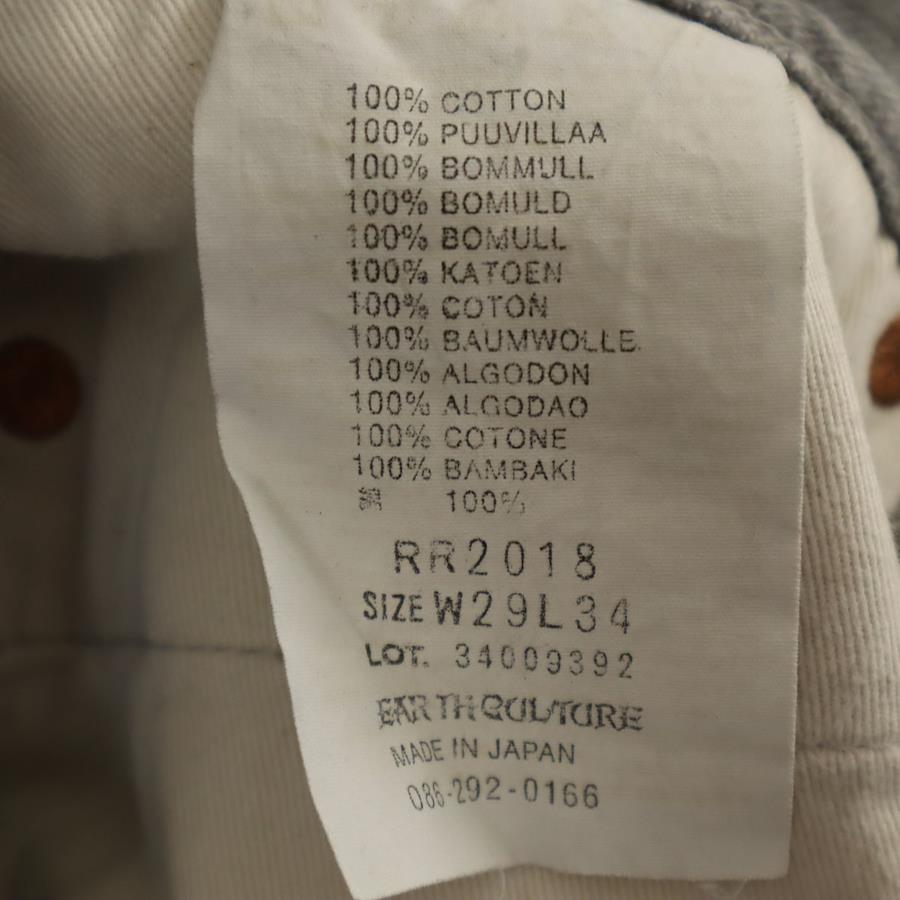 100% COTTON
100% PUUVILLAA
100% BOMMULL
100% BOMULD
100% BOMULL
100% KATOEN
100% COTON
100% BAUMWOLLE
100% ALGODON
100% ALGODAO
100% COTONE
100% BAMBAKI
100%
RR2018
SIZE W29L34
LOT. 34009392
EARTH CULTURE
MADE IN JAPAN
086-292-0166